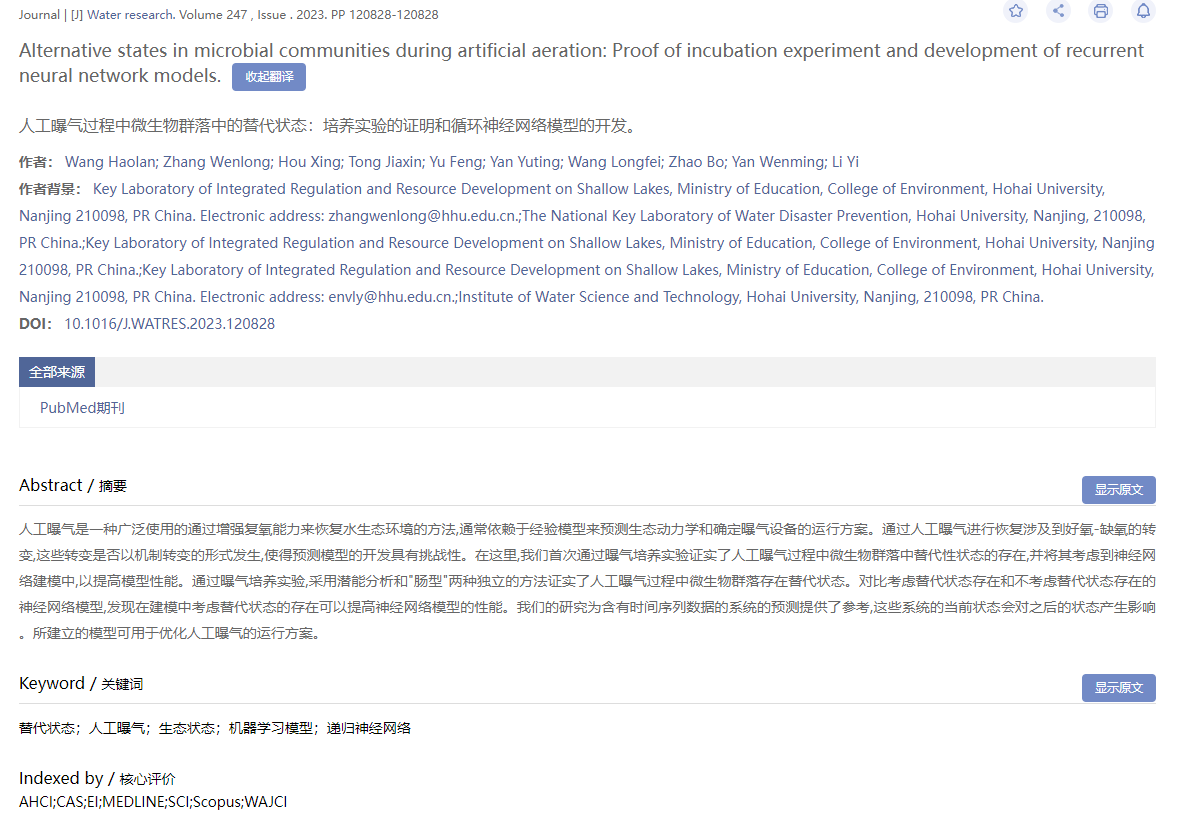 Journal | [J] Water research. Volume 247 , Issue . 2023. PP 120828-120828
Alternative states in microbial communities during artificial aeration: Proof of incubation experiment and development of recurrent
neural network models. 收起翻译
人工曝气过程中微生物群落中的替代状态：培养实验的证明和循环神经网络模型的开发。
作者： Wang Haolan; Zhang Wenlong; Hou Xing; Tong Jiaxin; Yu Feng; Yan Yuting; Wang Longfei; Zhao Bo; Yan Wenming; Li Yi
作者背景： Key Laboratory of Integrated Regulation and Resource Development on Shallow Lakes, Ministry of Education, College of Environment, Hohai University,
Nanjing 210098, PR China. Electronic address: zhangwenlong@hhu.edu.cn.;The National Key Laboratory of Water Disaster Prevention, Hohai University, Nanjing, 210098,
PR China.;Key Laboratory of Integrated Regulation and Resource Development on Shallow Lakes, Ministry of Education, College of Environment, Hohai University, Nanjing
210098, PR China.;Key Laboratory of Integrated Regulation and Resource Development on Shallow Lakes, Ministry of Education, College of Environment, Hohai University,
Nanjing 210098, PR China. Electronic address: envly@hhu.edu.cn.;Institute of Water Science and Technology, Hohai University, Nanjing, 210098, PR China.
DOI： 10.1016/J.WATRES.2023.120828
全部来源
PubMed期刊
Abstract / 摘要
显示原文
人工曝气是一种广泛使用的通过增强复氧能力来恢复水生态环境的方法,通常依赖于经验模型来预测生态动力学和确定曝气设备的运行方案。通过人工曝气进行恢复涉及到好氧-缺氧的转
变,这些转变是否以机制转变的形式发生,使得预测模型的开发具有挑战性。在这里,我们首次通过曝气培养实验证实了人工曝气过程中微生物群落中替代性状态的存在,并将其考虑到神经网
络建模中,以提高模型性能。通过曝气培养实验,采用潜能分析和"肠型"两种独立的方法证实了人工曝气过程中微生物群落存在替代状态。对比考虑替代状态存在和不考虑替代状态存在的
神经网络模型,发现在建模中考虑替代状态的存在可以提高神经网络模型的性能。我们的研究为含有时间序列数据的系统的预测提供了参考,这些系统的当前状态会对之后的状态产生影响
。所建立的模型可用于优化人工曝气的运行方案。
Keyword / 关键词
显示原文
替代状态；人工曝气；生态状态；机器学习模型；递归神经网络
Indexed by / 核心评价
AHCI;CAS;EI;MEDLINE;SCI;Scopus;WAJCI